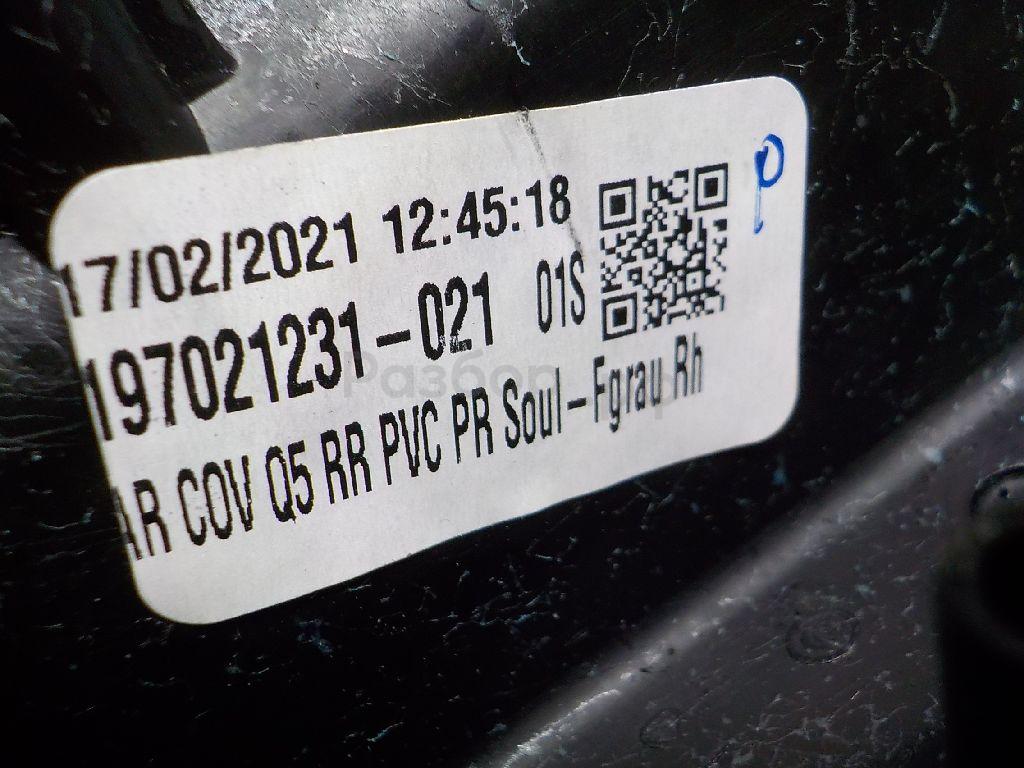 17/02/2021 12:45:18
197021231-021 01S
AR COV Q5 RR PVC PR Soul-Fgrau Rh